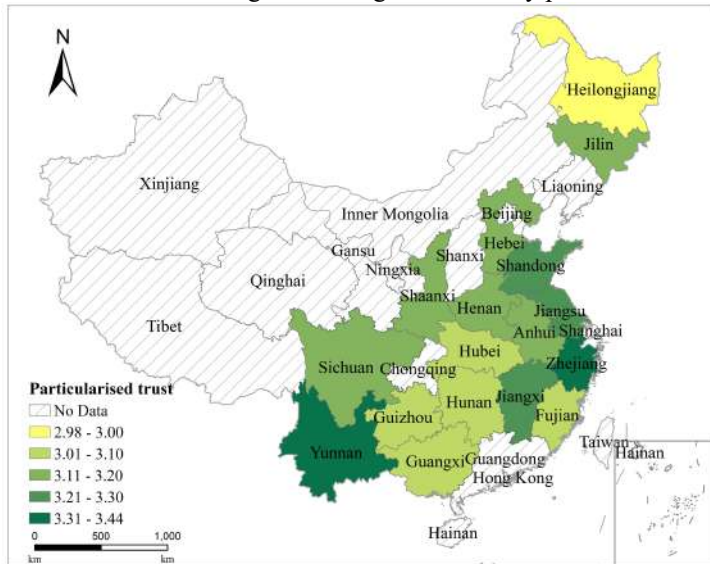 N
Heilongjiang
Jilin
Xinjiang
Liaoning
Inner Mongolia
Beijing
Gansu
Hebei
Ningxia
Shanxi
Shandong
Qinghai
Shaanxi
Henan
Jiangsu
Tibet
Anhui
Shanghai
Sichuan
Hubei
Chongqing
Zhejiang
Particularised trust
No Data
2.98 - 3.00
3.01 - 3.10
3.11 - 3.20
3.21 - 3.30
3.31 - 3.44
Hunan
Jiangxi
Guizhou
Fujian
Yunnan
Guangxi
Guangdong
Taiwan
Hainan
Hong Kong
Hainan
0 500 1,000
km km